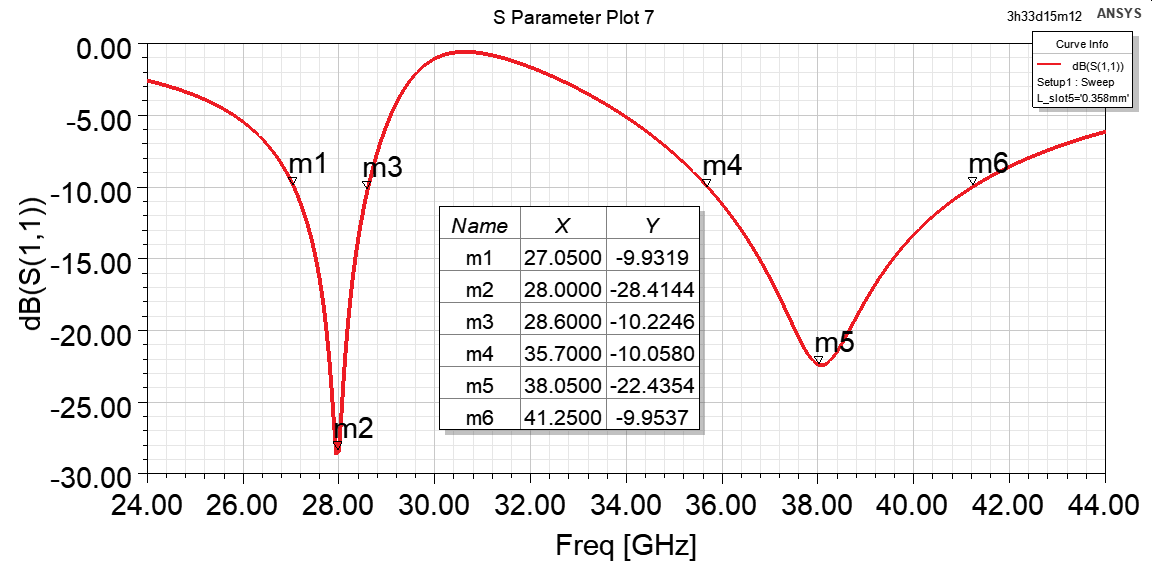 S Parameter Plot 7
3h33d15m12 ANSYS
Curve Info
dB(S(1,1))
Setup1 : Sweep
L_slot5='0.358mm'
0.00
-5.00
-10.00
-15.00
-20.00
-25.00
-30.00
dB(S(1,1))
m1
m3
m4
m6
m2
m5
Name X Y
m1 27.0500 -9.9319
m2 28.0000 -28.4144
m3 28.6000 -10.2246
m4 35.7000 -10.0580
m5 38.0500 -22.4354
m6 41.2500 -9.9537
24.00 26.00 28.00 30.00 32.00 34.00 36.00 38.00 40.00 42.00 44.00
Freq [GHz]